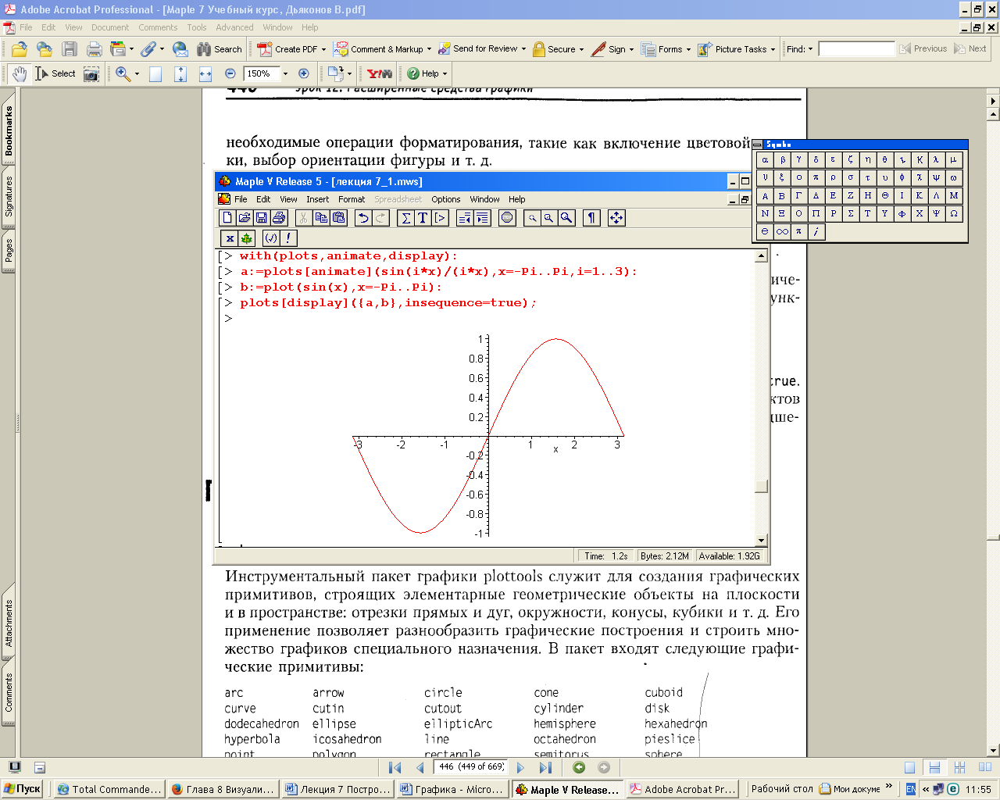 Adobe Acrobat Professional - [Maple 7 Учебный курс, Дьяконов В.pdf]
File Edit View Document Comments Tools Advanced Window Help
Search Create PDF Comment & Markup Send for Review Secure Sign Forms Picture Tasks Find: Previous Next
Select 150% Y! Help
446 Урок 12. Расширенные средства графики
необходимые операции форматирования, такие как включение цветовой
ки, выбор ориентации фигуры и т. д.
Symbo
α β γ δ ε ζ η θ ι κ λ μ
ν ξ ο π ρ σ τ υ φ χ ψ ω
Α Β Γ Δ Ε Ζ Η Θ Ι Κ Λ Μ
Ν Ξ Ο Π Ρ Σ Τ Υ Φ Χ Ψ Ω
e ∞ π i
Maple V Release 5 - [лекция 7_1.mws]
File Edit View Insert Format Spreadsheet Options Window Help
Σ T [>
x (√) !
[> with(plots,animate,display):
[> a:=plots[animate](sin(i*x)/(i*x),x=-Pi..Pi,i=1..3):
[> b:=plot(sin(x),x=-Pi..Pi):
[> plots[display]({a,b},insequence=true);
>
1
0.8
0.6
0.4
0.2
-3 -2 -1 1 2 3
x
-0.2
-0.4
-0.6
-0.8
-1
Time: 1.2s Bytes: 2.12M Available: 1.92G
иче-
унк-
true.
ктов
дше-
Инструментальный пакет графики plottools служит для создания графических
примитивов, строящих элементарные геометрические объекты на плоскости
и в пространстве: отрезки прямых и дуг, окружности, конусы, кубики и т. д. Его
применение позволяет разнообразить графические построения и строить мно-
жество графиков специального назначения. В пакет входят следующие графи-
ческие примитивы:
arc arrow circle cone cuboid
curve cutin cutout cylinder disk
dodecahedron ellipse ellipticArc hemisphere hexahedron
hyperbola icosahedron line octahedron pieslice
point polygon rectangle semitorus sphere
Bookmarks
Signatures
Pages
Attachments
Comments
446 (449 of 669)
Пуск Total Commande... Глава 8 Визуали... Лекция 7 Постро... Графика - Micro... Maple V Release... Adobe Acrobat Pr... Рабочий стол Мои докуме » EN « 11:55